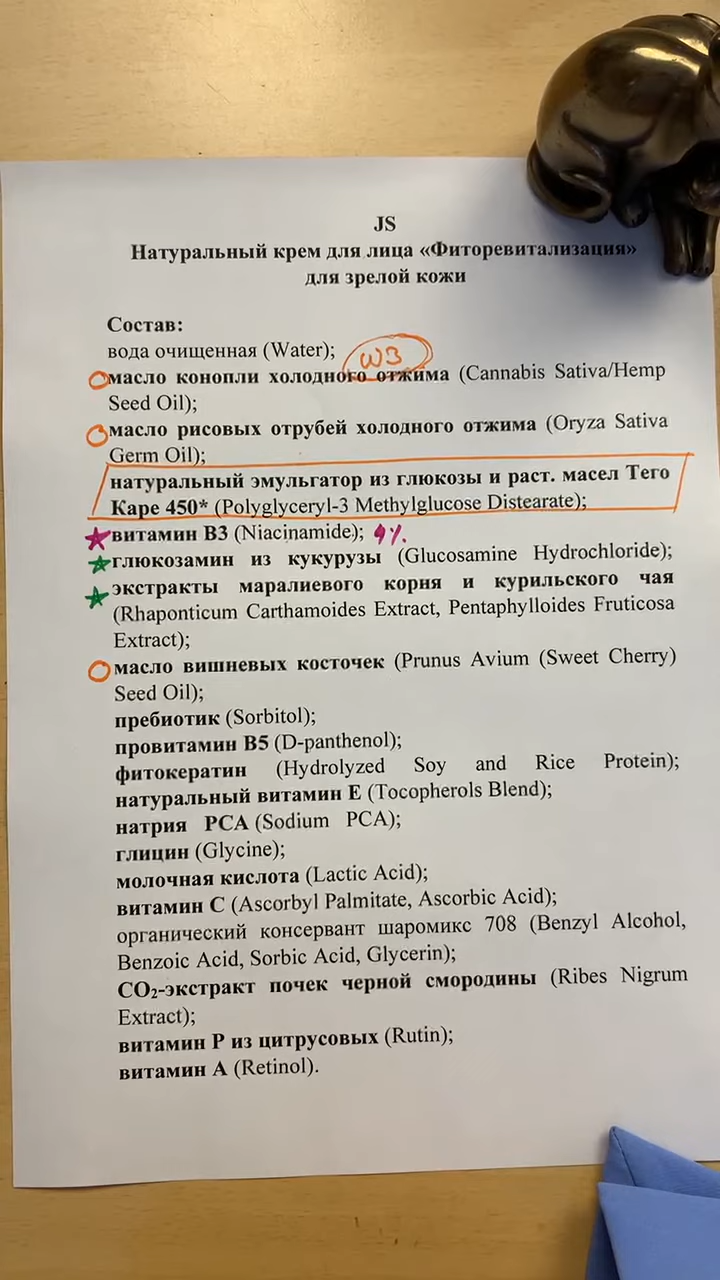 JS
Натуральный крем для лица «Фиторевитализация»
для зрелой кожи
Состав:
вода очищенная (Water);
ω3
масло конопли холодного отжима (Cannabis Sativa/Hemp
Seed Oil);
масло рисовых отрубей холодного отжима (Oryza Sativa
Germ Oil);
натуральный эмульгатор из глюкозы и раст. масел Тего
Каре 450* (Polyglyceryl-3 Methylglucose Distearate);
витамин В3 (Niacinamide); 4%.
глюкозамин из кукурузы (Glucosamine Hydrochloride);
экстракты маралиевого корня и курильского чая
(Rhaponticum Carthamoides Extract, Pentaphylloides Fruticosa
Extract);
масло вишневых косточек (Prunus Avium (Sweet Cherry)
Seed Oil);
пребиотик (Sorbitol);
провитамин В5 (D-panthenol);
фитокератин (Hydrolyzed Soy and Rice Protein);
натуральный витамин Е (Tocopherols Blend);
натрия PCA (Sodium PCA);
глицин (Glycine);
молочная кислота (Lactic Acid);
витамин С (Ascorbyl Palmitate, Ascorbic Acid);
органический консервант шаромикс 708 (Benzyl Alcohol,
Benzoic Acid, Sorbic Acid, Glycerin);
СО₂-экстракт почек черной смородины (Ribes Nigrum
Extract);
витамин Р из цитрусовых (Rutin);
витамин А (Retinol).